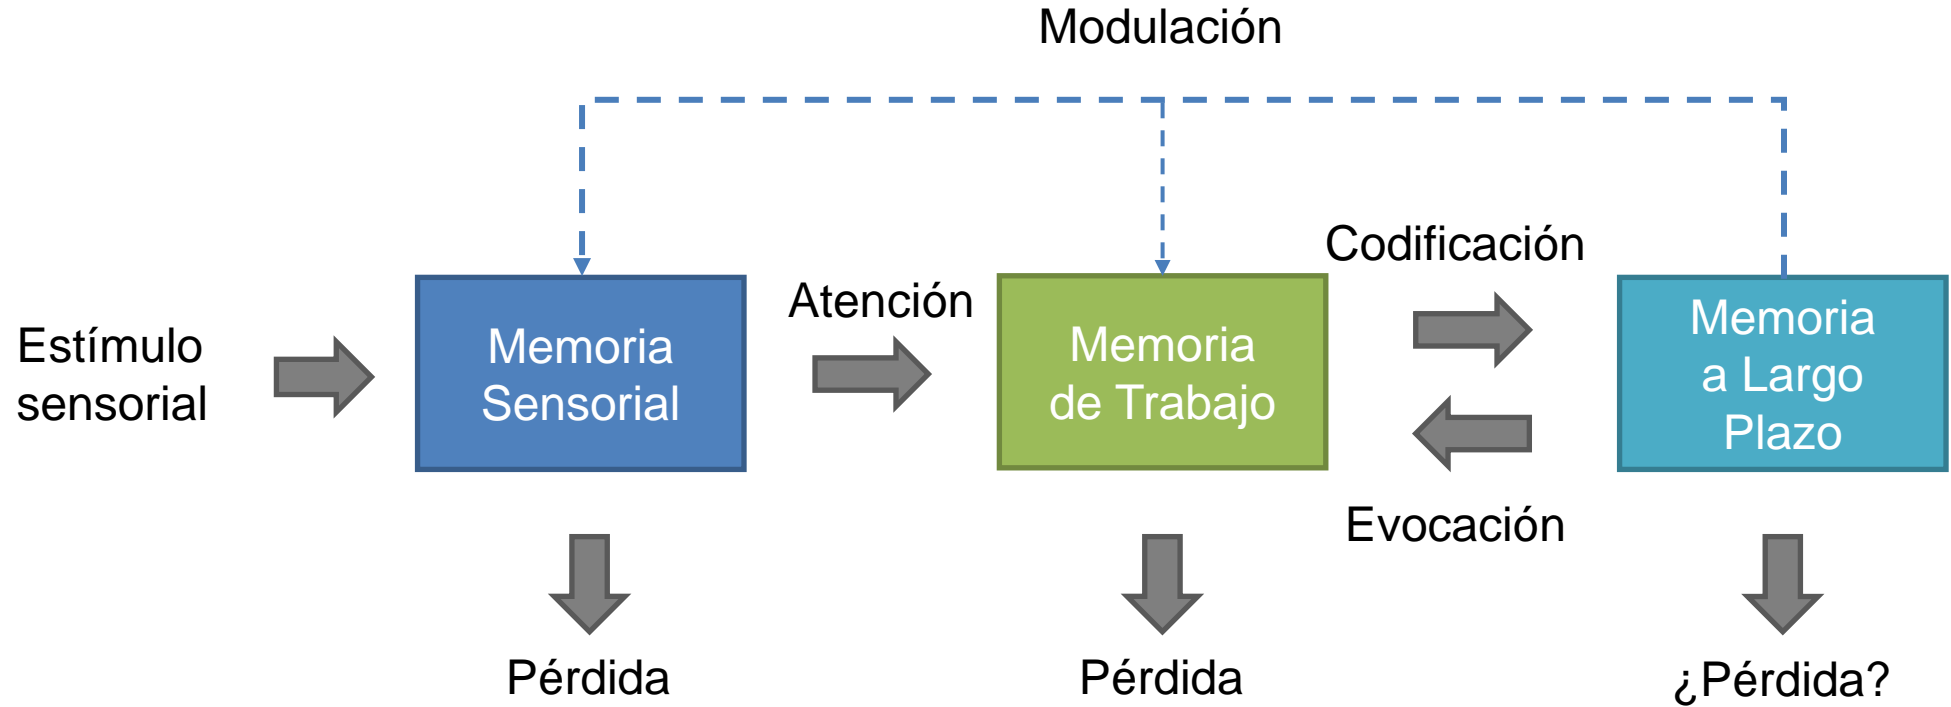 Modulación
Estímulo
sensorial
Memoria
Sensorial
Atención
Memoria
de Trabajo
Codificación
Evocación
Memoria
a Largo
Plazo
Pérdida
Pérdida
¿Pérdida?